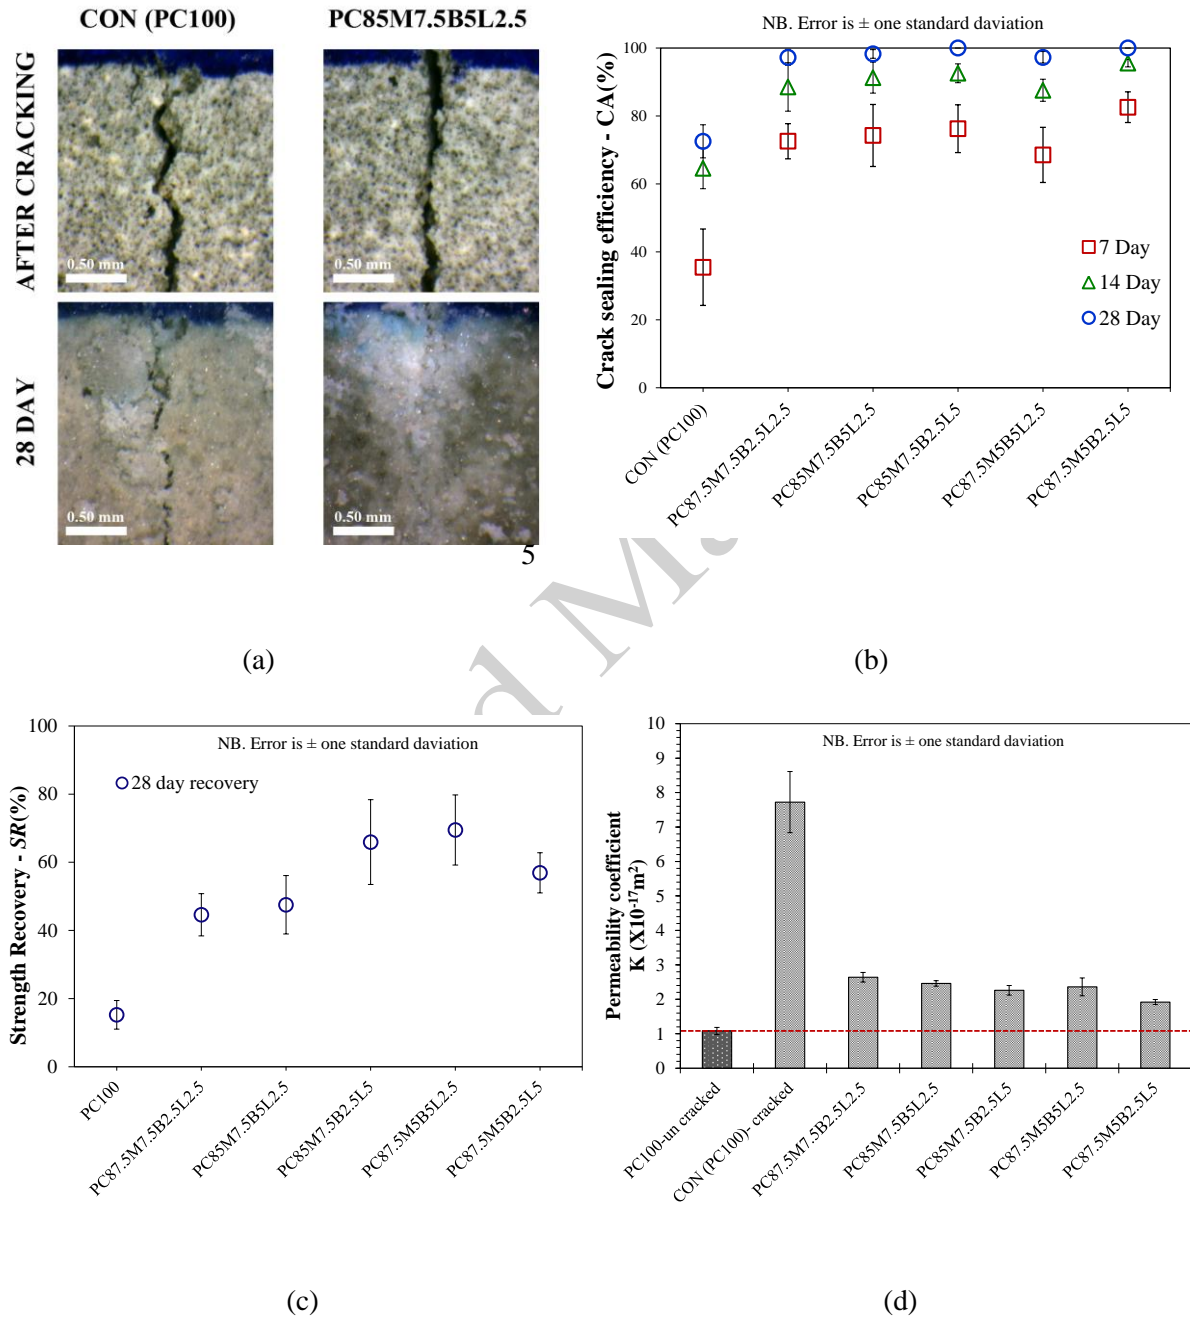 CON (PC100)
PC85M7.5B5L2.5
AFTER CRACKING
0.50 mm
0.50 mm
28 DAY
0.50 mm
0.50 mm
5
(a)
NB. Error is ± one standard daviation
Crack sealing efficiency - CA(%)
100
80
60
40
20
0
7 Day
14 Day
28 Day
CON (PC100)
PC87.5M7.5B2.5L2.5
PC85M7.5B5L2.5
PC85M7.5B2.5L5
PC87.5M5B5L2.5
PC87.5M5B2.5L5
(b)
NB. Error is ± one standard daviation
28 day recovery
Strength Recovery - SR(%)
100
80
60
40
20
0
PC100
PC87.5M7.5B2.5L2.5
PC85M7.5B5L2.5
PC85M7.5B2.5L5
PC87.5M5B5L2.5
PC87.5M5B2.5L5
(c)
NB. Error is ± one standard daviation
Permeability coefficient
K (X10⁻¹⁷m²)
10
9
8
7
6
5
4
3
2
1
0
PC100-un cracked
CON (PC100)- cracked
PC87.5M7.5B2.5L2.5
PC85M7.5B5L2.5
PC85M7.5B2.5L5
PC87.5M5B5L2.5
PC87.5M5B2.5L5
(d)